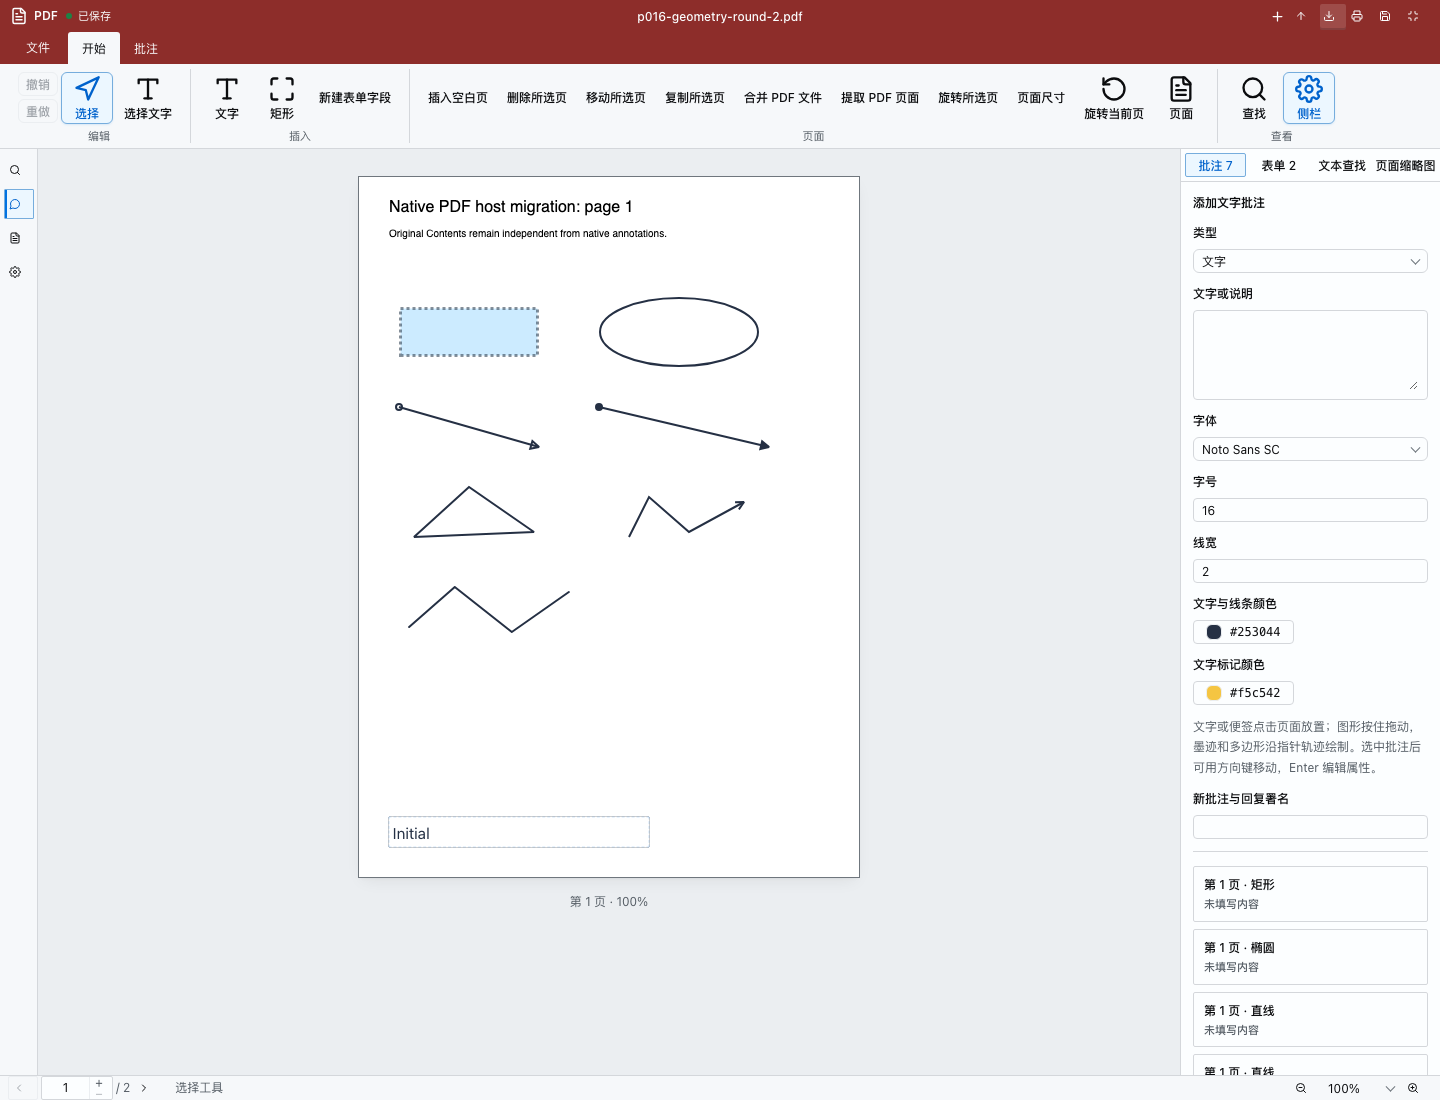 PDF 已保存
p016-geometry-round-2.pdf
文件 开始 批注
撤销
重做
选择 选择文字
编辑
文字 矩形 新建表单字段
插入
插入空白页 删除所选页 移动所选页 复制所选页 合并 PDF 文件 提取 PDF 页面 旋转所选页 页面尺寸 旋转当前页 页面
页面
查找 侧栏
查看
Native PDF host migration: page 1
Original Contents remain independent from native annotations.
Initial
第 1 页 · 100%
批注 7 表单 2 文本查找 页面缩略图
添加文字批注
类型
文字
文字或说明
字体
Noto Sans SC
字号
16
线宽
2
文字与线条颜色
#253044
文字标记颜色
#f5c542
文字或便签点击页面放置；图形按住拖动，
墨迹和多边形沿指针轨迹绘制。选中批注后
可用方向键移动，Enter 编辑属性。
新批注与回复署名
第 1 页 · 矩形
未填写内容
第 1 页 · 椭圆
未填写内容
第 1 页 · 直线
未填写内容
第 1 页 · 直线
1 / 2 选择工具
100%